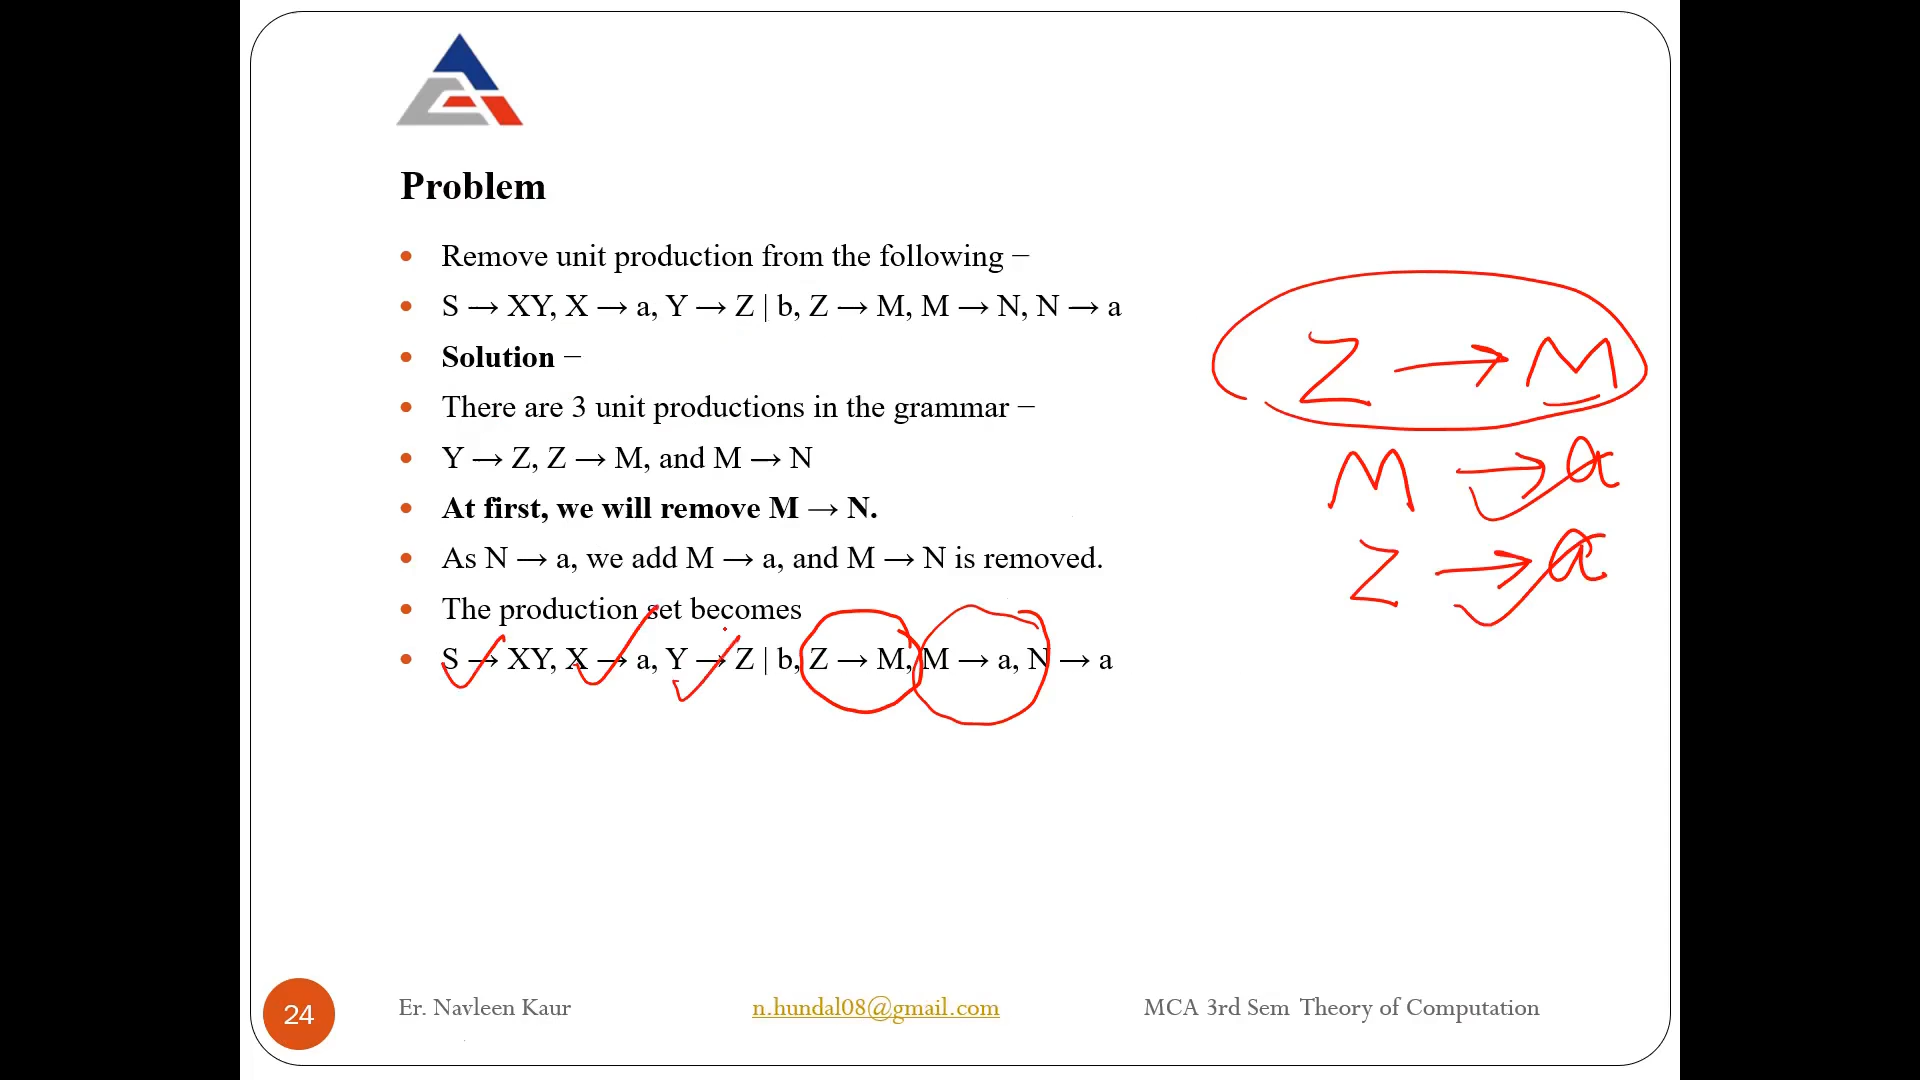 Problem
• Remove unit production from the following −
• S → XY, X → a, Y → Z | b, Z → M, M → N, N → a
• Solution −
• There are 3 unit productions in the grammar −
• Y → Z, Z → M, and M → N
• At first, we will remove M → N.
• As N → a, we add M → a, and M → N is removed.
• The production set becomes
• S → XY, X → a, Y → Z | b, Z → M, M → a, N → a
Z → M
M → a
Z → a
24
Er. Navleen Kaur
n.hundal08@gmail.com
MCA 3rd Sem Theory of Computation